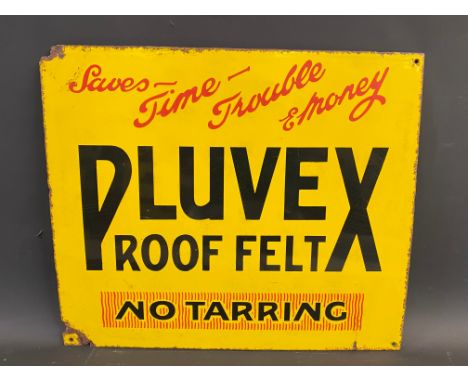 Saves - Time - Trouble & Money
PLUVEX
ROOF FELT
NO TARRING